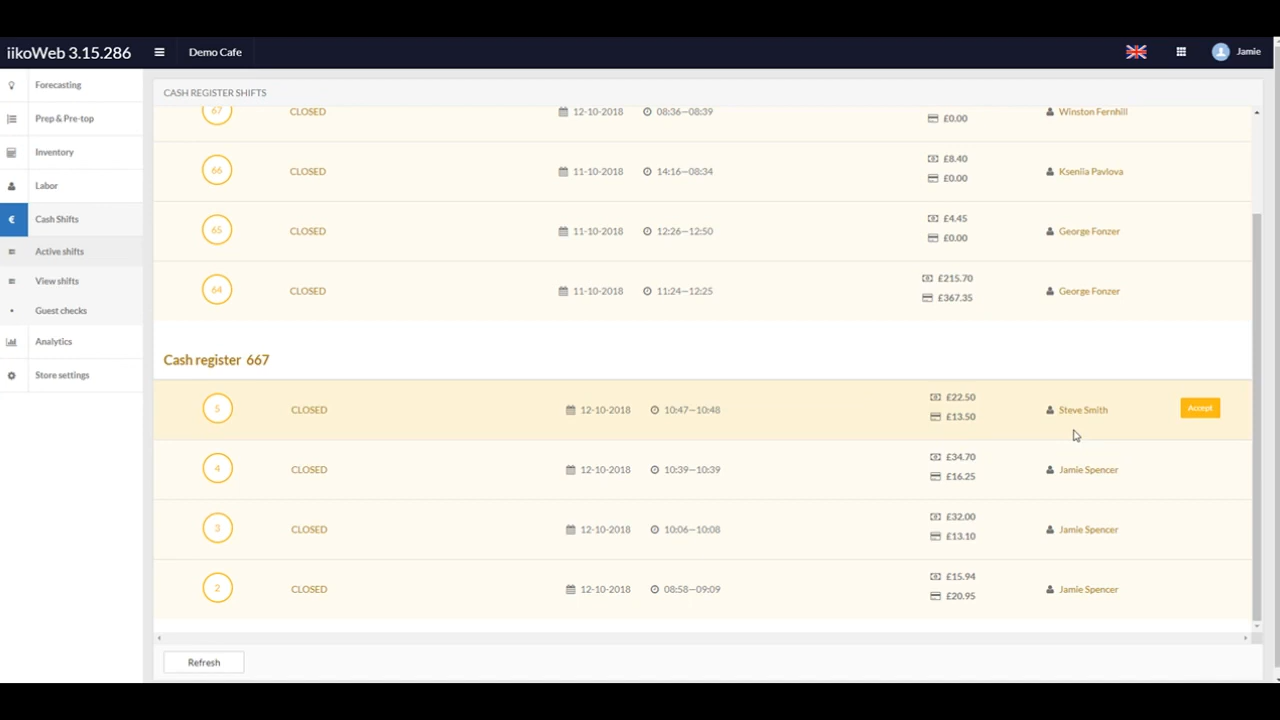 iikoWeb 3.15.286 Demo Cafe Jamie
Forecasting
Prep & Pre-top
Inventory
Labor
€ Cash Shifts
Active shifts
View shifts
Guest checks
Analytics
Store settings
CASH REGISTER SHIFTS
67 CLOSED 12-10-2018 08:36—08:39 £0.00 Winston Fernhill
66 CLOSED 11-10-2018 14:16—08:34 £8.40 £0.00 Kseniia Pavlova
65 CLOSED 11-10-2018 12:26—12:50 £4.45 £0.00 George Fonzer
64 CLOSED 11-10-2018 11:24—12:25 £215.70 £367.35 George Fonzer
Cash register 667
5 CLOSED 12-10-2018 10:47—10:48 £22.50 £13.50 Steve Smith Accept
4 CLOSED 12-10-2018 10:39—10:39 £34.70 £16.25 Jamie Spencer
3 CLOSED 12-10-2018 10:06—10:08 £32.00 £13.10 Jamie Spencer
2 CLOSED 12-10-2018 08:58—09:09 £15.94 £20.95 Jamie Spencer
Refresh